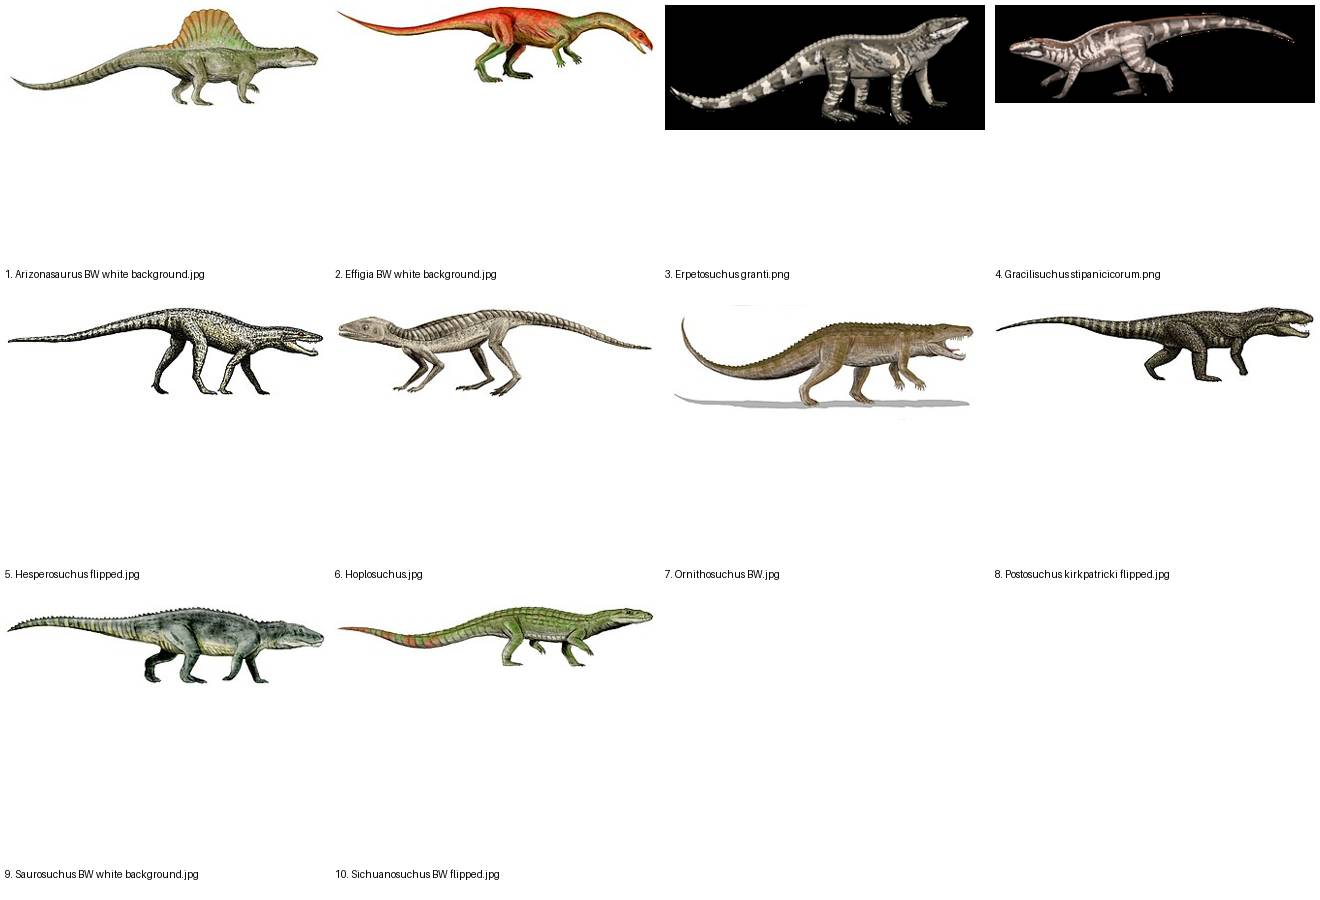 1. Arizonasaurus BW white background.jpg
2. Effigia BW white background.jpg
3. Erpetosuchus granti.png
4. Gracilisuchus stipanicicorum.png
5. Hesperosuchus flipped.jpg
6. Hoplosuchus.jpg
7. Ornithosuchus BW.jpg
8. Postosuchus kirkpatricki flipped.jpg
9. Saurosuchus BW white background.jpg
10. Sichuanosuchus BW flipped.jpg